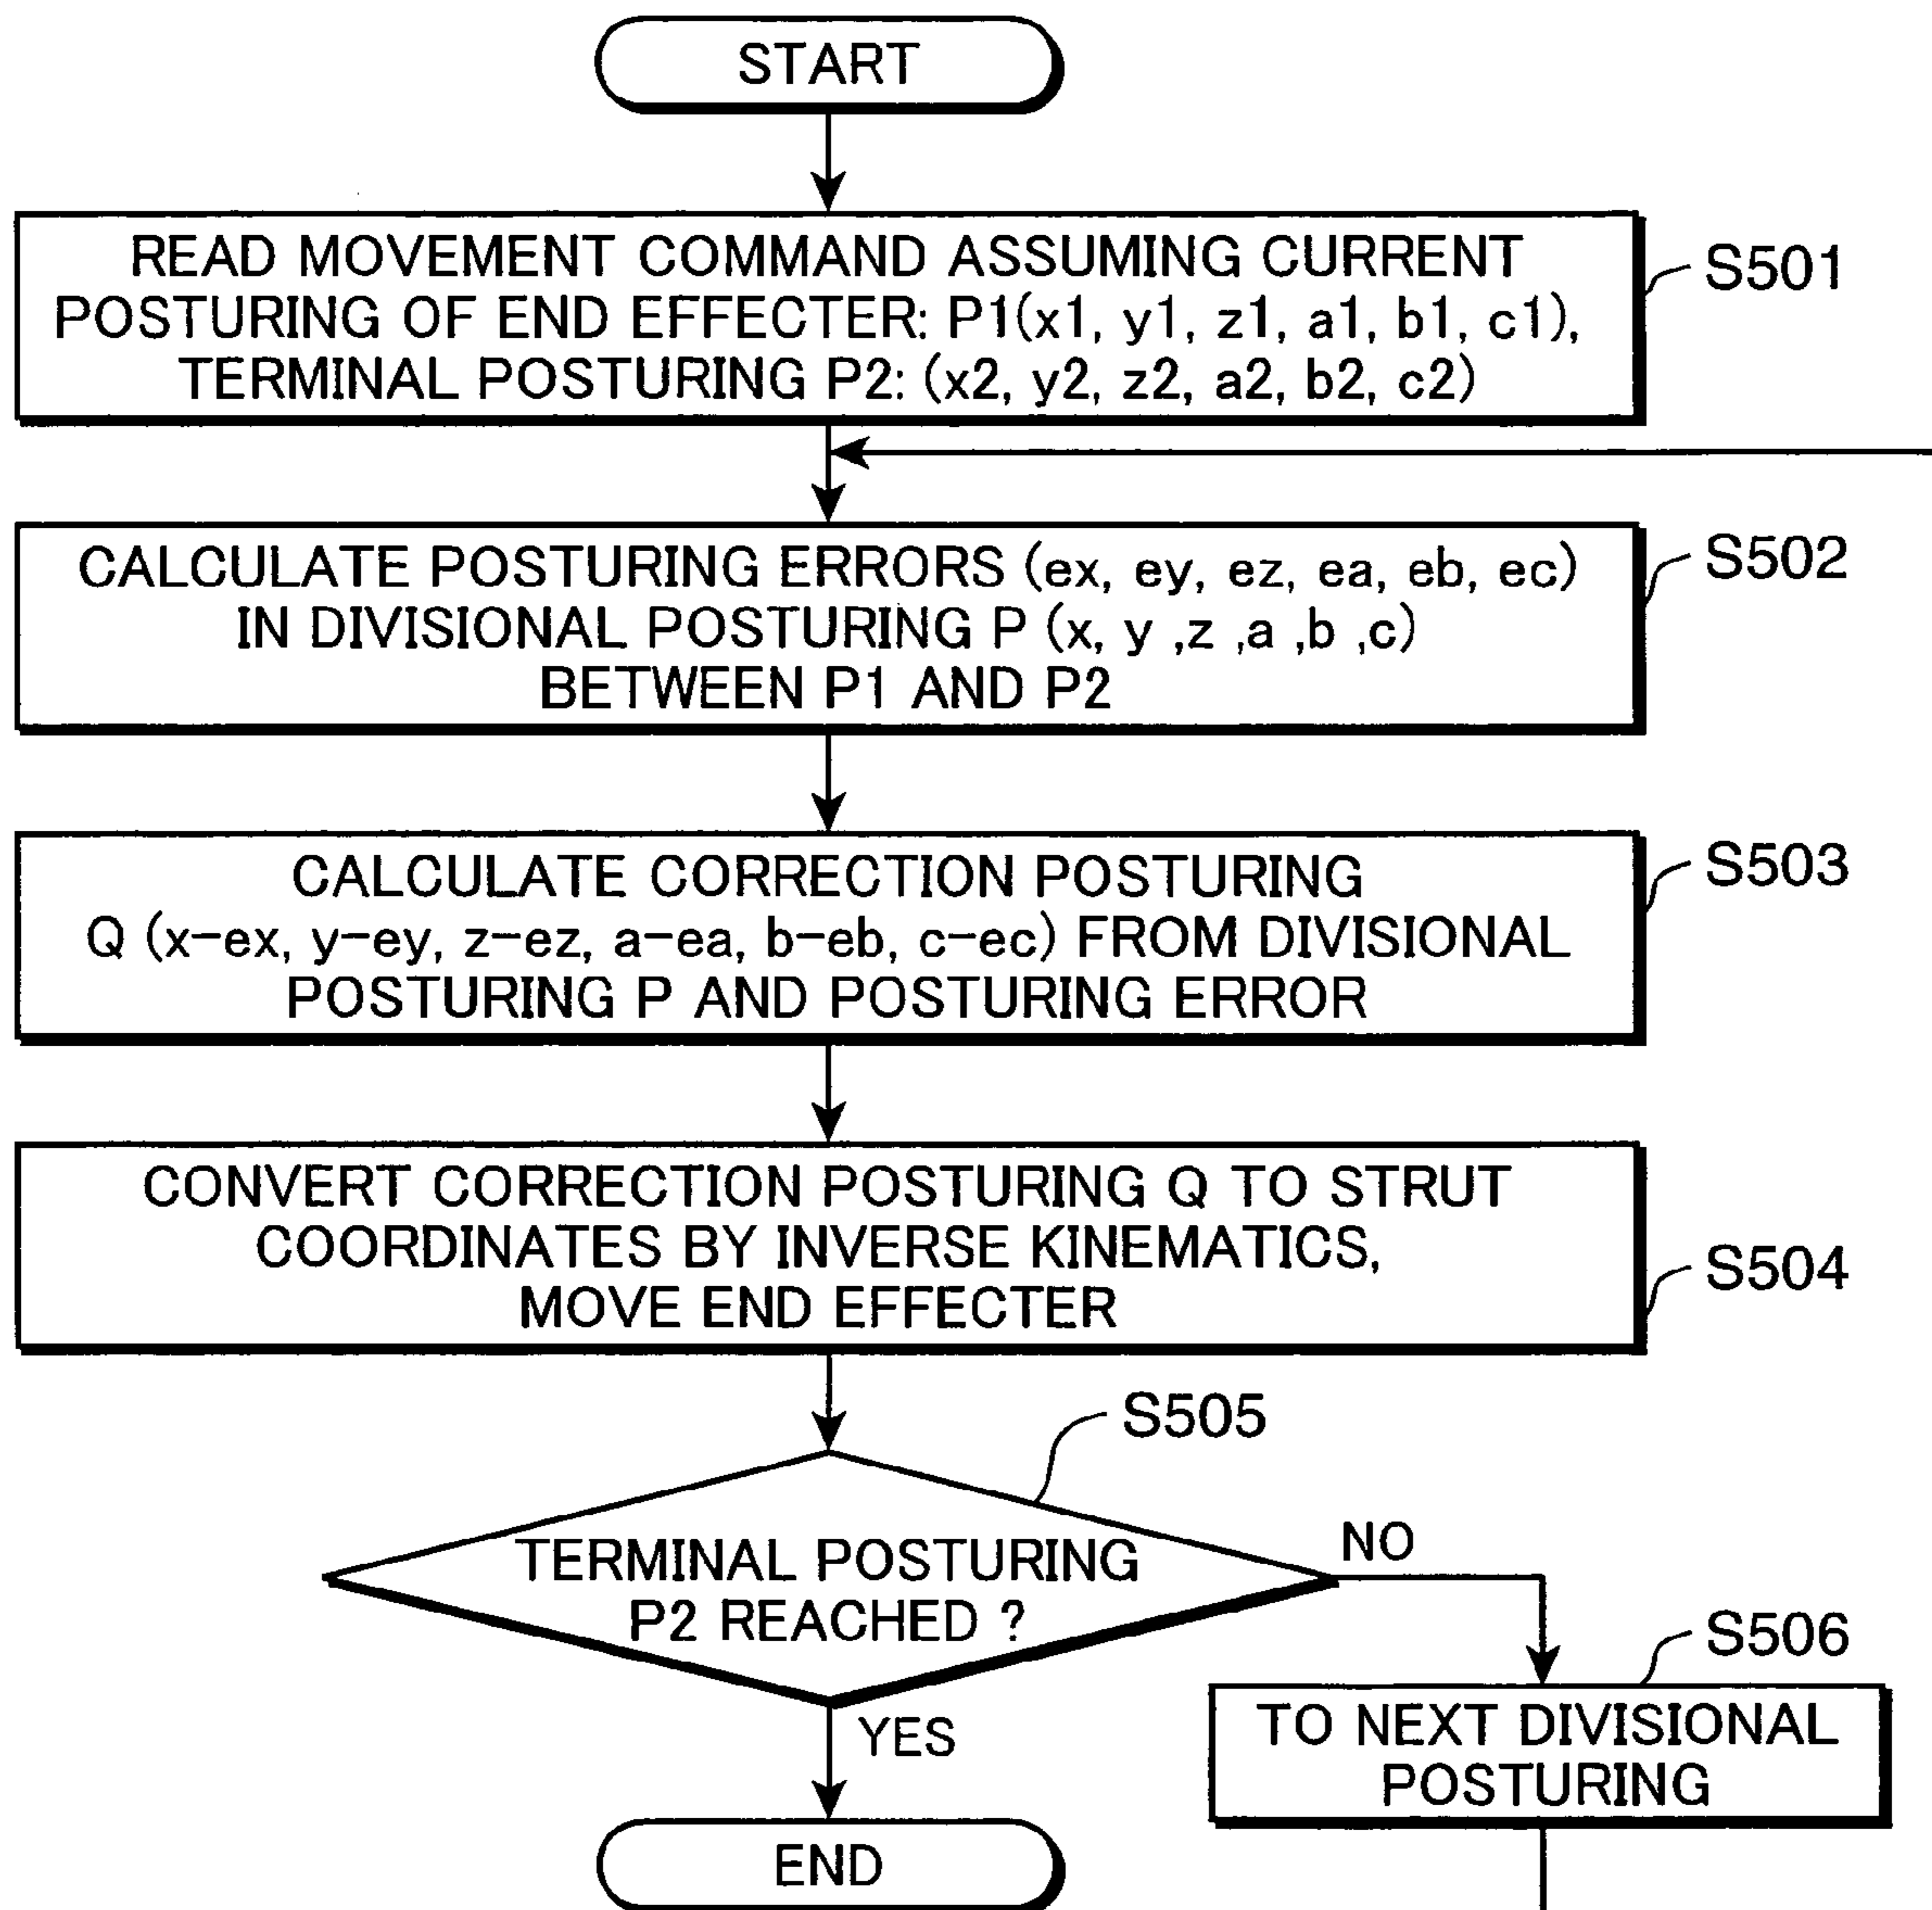 START
READ MOVEMENT COMMAND ASSUMING CURRENT
POSTURING OF END EFFECTER: P1(x1, y1, z1, a1, b1, c1),
TERMINAL POSTURING P2: (x2, y2, z2, a2, b2, c2)
S501
CALCULATE POSTURING ERRORS (ex, ey, ez, ea, eb, ec)
IN DIVISIONAL POSTURING P (x, y ,z ,a ,b ,c)
BETWEEN P1 AND P2
S502
CALCULATE CORRECTION POSTURING
Q (x-ex, y-ey, z-ez, a-ea, b-eb, c-ec) FROM DIVISIONAL
POSTURING P AND POSTURING ERROR
S503
CONVERT CORRECTION POSTURING Q TO STRUT
COORDINATES BY INVERSE KINEMATICS,
MOVE END EFFECTER
S504
S505
TERMINAL POSTURING
P2 REACHED ?
NO
S506
TO NEXT DIVISIONAL
POSTURING
YES
END